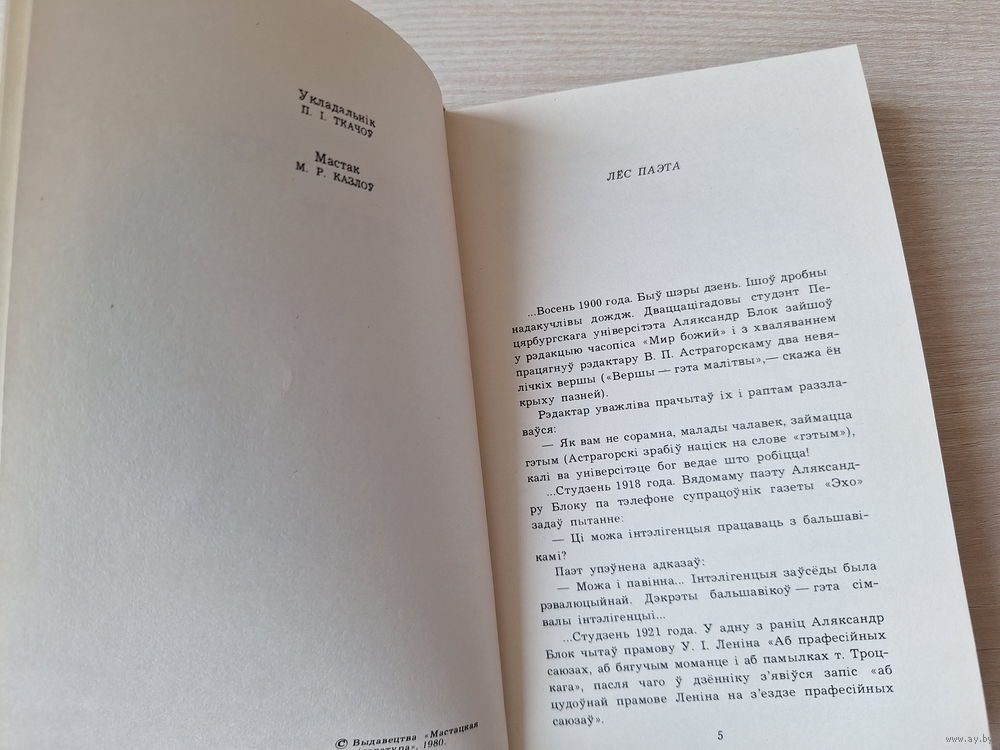 Укладальнік
П. І. ТКАЧОЎ
Мастак
М. Р. КАЗЛОЎ
© Выдавецтва «Мастацкая
літаратура», 1980.
ЛЁС ПАЭТА
...Восень 1900 года. Быў шэры дзень. Ішоў дробны
надакучлівы дождж. Дваццацігадовы студэнт Пе-
цярбургскага універсітэта Аляксандр Блок зайшоў
у рэдакцыю часопіса «Мир божий» і з хваляваннем
працягнуў рэдактару В. П. Астрагорскаму два невя-
лічкіх вершы («Вершы — гэта малітвы»,— скажа ён
крыху пазней).
Рэдактар уважліва прачытаў іх і раптам раззла-
ваўся:
— Як вам не сорамна, малады чалавек, займацца
гэтым (Астрагорскі зрабіў націск на слове «гэтым»),
калі ва універсітэце бог ведае што робіцца!
...Студзень 1918 года. Вядомаму паэту Аляксанд-
ру Блоку па тэлефоне супрацоўнік газеты «Эхо»
задаў пытанне:
— Ці можа інтэлігенцыя працаваць з бальшаві-
камі?
Паэт упэўнена адказаў:
— Можа і павінна... Інтэлігенцыя заўсёды была
рэвалюцыйнай. Дэкрэты бальшавікоў — гэта сім-
валы інтэлігенцыі...
...Студзень 1921 года. У адну з раніц Аляксандр
Блок чытаў прамову У. І. Леніна «Аб прафесійных
саюзах, аб бягучым моманце і аб памылках т. Троц-
кага», пасля чаго ў дзённіку з'явіўся запіс «аб
цудоўнай прамове Леніна на з'ездзе прафесійных
саюзаў».
5
www.ay.by